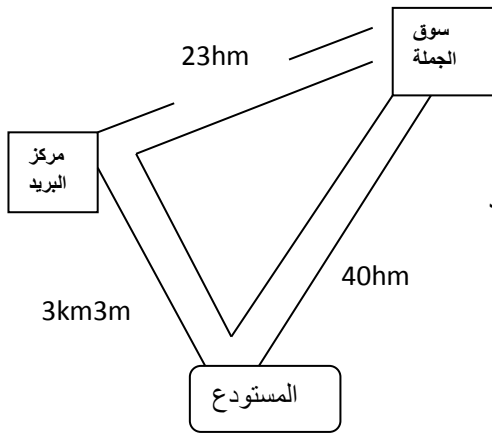 سوق
الجملة
23hm
مركز
البريد
40hm
3km3m
المستودع